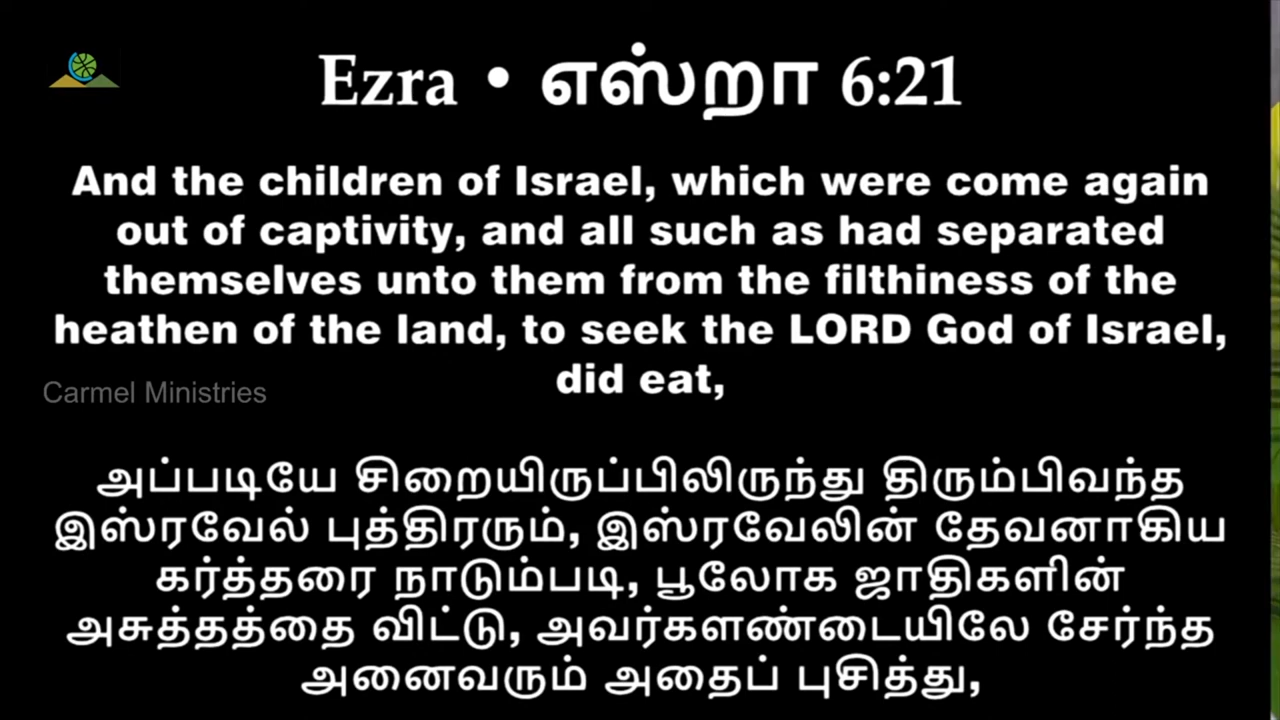 Ezra • எஸ்றா 6:21
And the children of Israel, which were come again
out of captivity, and all such as had separated
themselves unto them from the filthiness of the
heathen of the land, to seek the LORD God of Israel,
did eat,
Carmel Ministries
அப்படியே சிறையிருப்பிலிருந்து திரும்பிவந்த
இஸ்ரவேல் புத்திரரும், இஸ்ரவேலின் தேவனாகிய
கர்த்தரை நாடும்படி, பூலோக ஜாதிகளின்
அசுத்தத்தை விட்டு, அவர்களண்டையிலே சேர்ந்த
அனைவரும் அதைப் புசித்து,